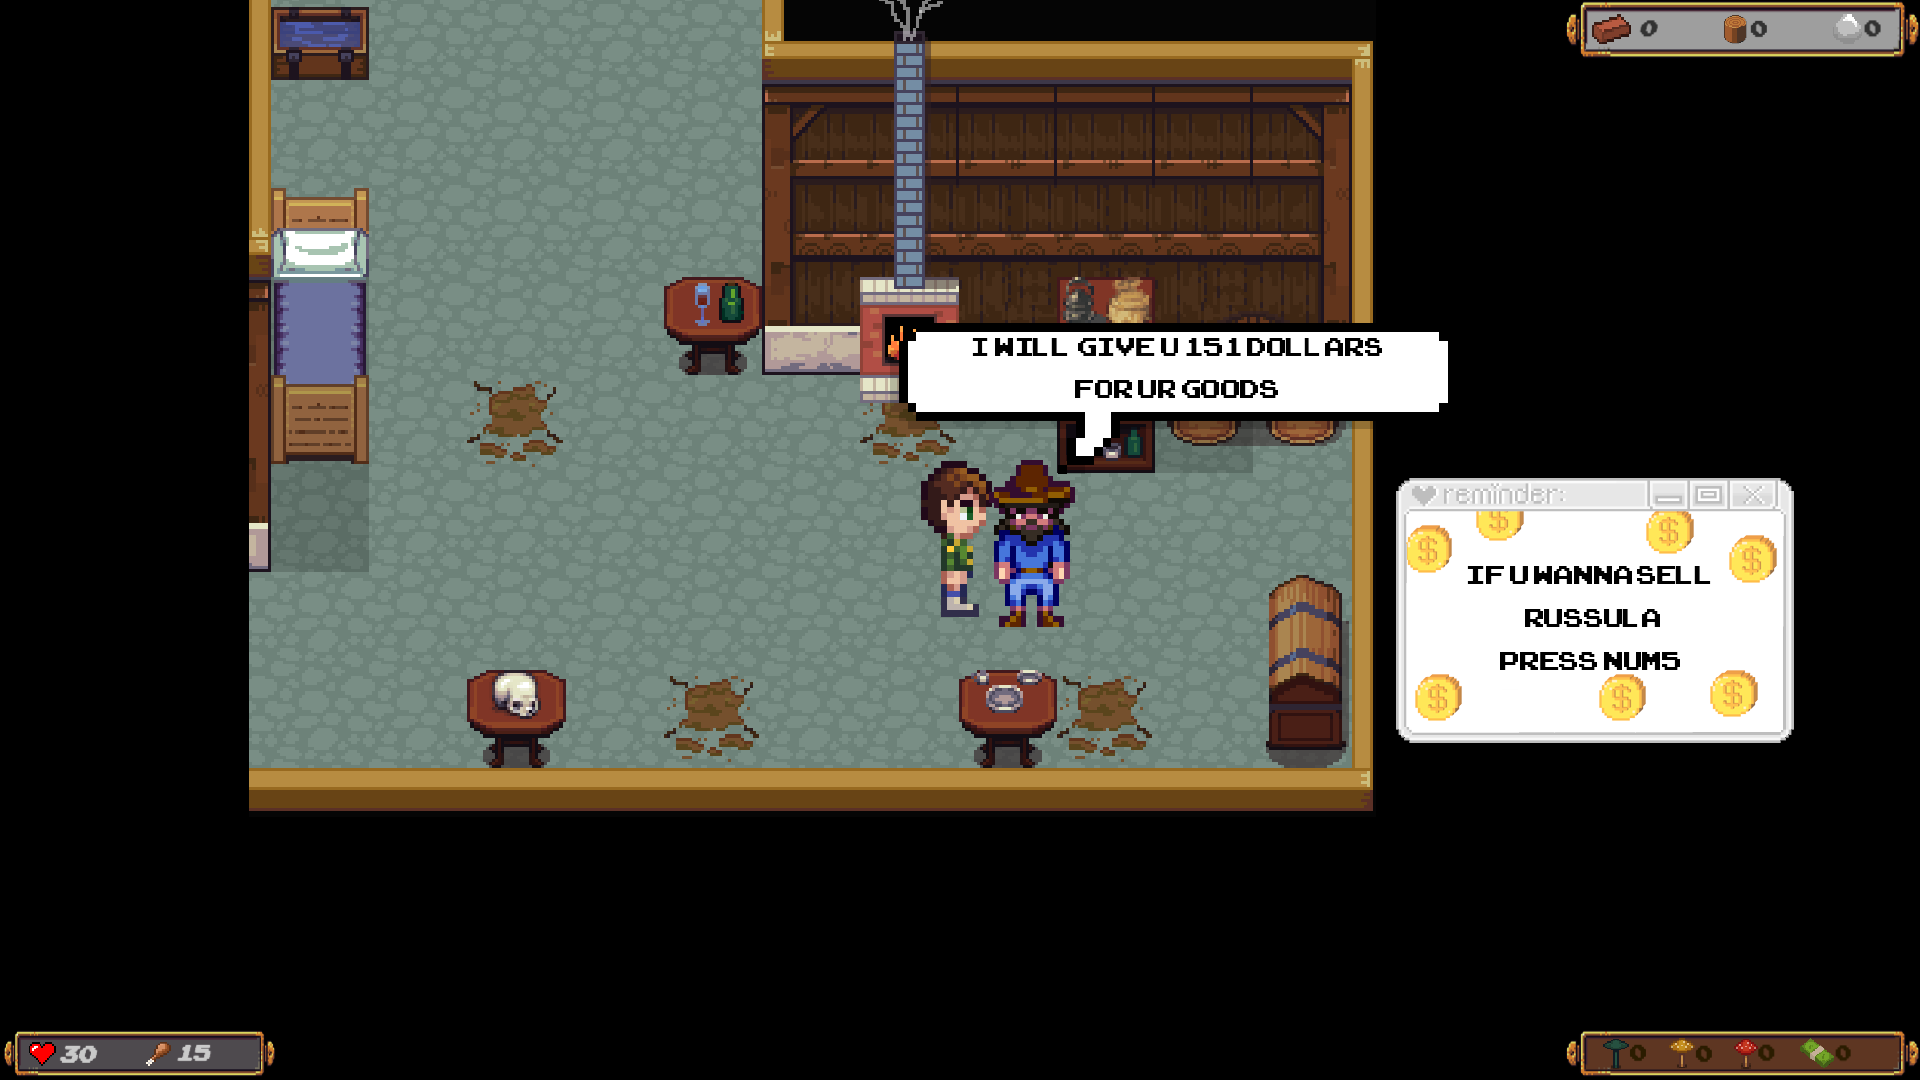 0 0 0
I WILL GIVE U 151 DOLLARS
FOR UR GOODS
reminder:
IF U WANNA SELL
RUSSULA
PRESS NUM5
30 15
0 0 0 0